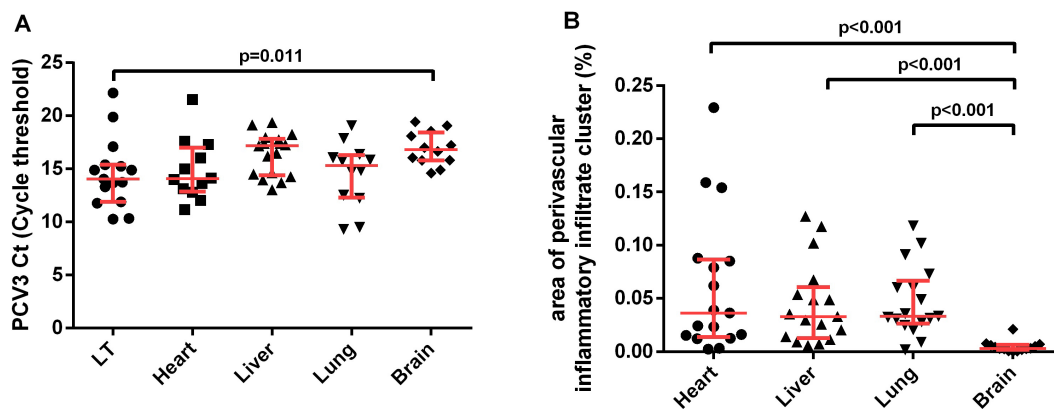 A
PCV3 Ct (Cycle threshold)
25
20
15
10
5
0
p=0.011
LT
Heart
Liver
Lung
Brain
B
area of perivascular
inflammatory infiltrate cluster (%)
0.25
0.20
0.15
0.10
0.05
0.00
p<0.001
p<0.001
p<0.001
Heart
Liver
Lung
Brain